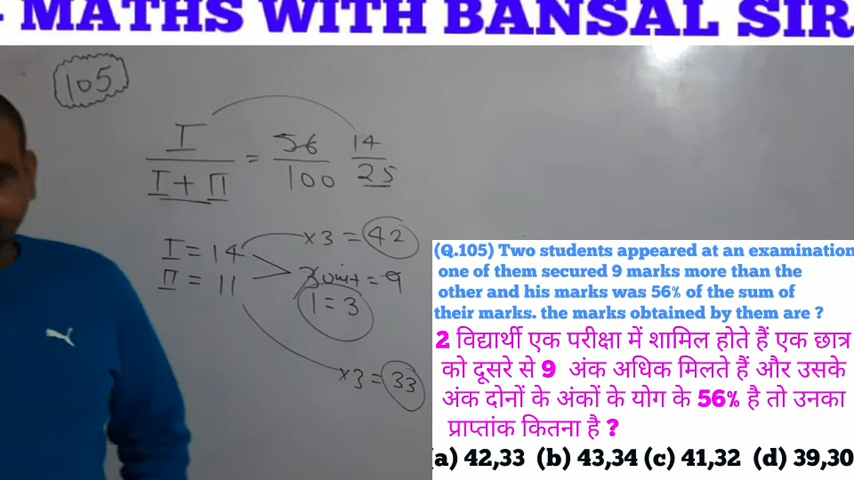 - MATHS WITH BANSAL SIR
105
I / I + II = 56 / 100 14 / 25
I = 14 ×3 = 42
II = 11 3 unit = 9
1 = 3
×3 = 33
(Q.105) Two students appeared at an examination
one of them secured 9 marks more than the
other and his marks was 56% of the sum of
their marks. the marks obtained by them are ?
2 विद्यार्थी एक परीक्षा में शामिल होते हैं एक छात्र
को दूसरे से 9 अंक अधिक मिलते हैं और उसके
अंक दोनों के अंकों के योग के 56% है तो उनका
प्राप्तांक कितना है ?
(a) 42,33 (b) 43,34 (c) 41,32 (d) 39,30